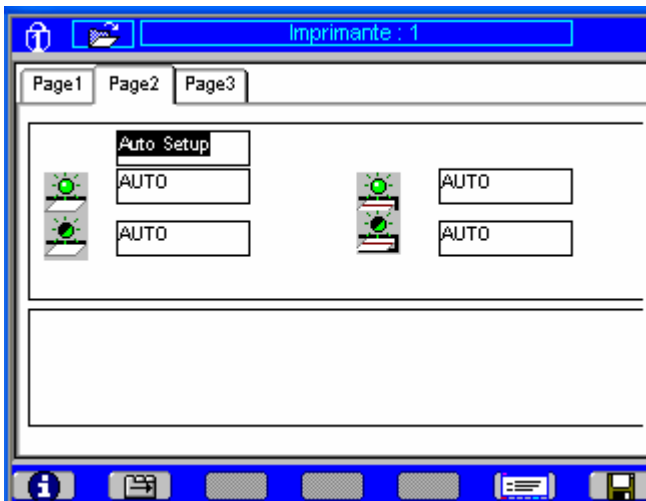 Imprimante : 1
Page1 Page2 Page3
Auto Setup
AUTO AUTO
AUTO AUTO